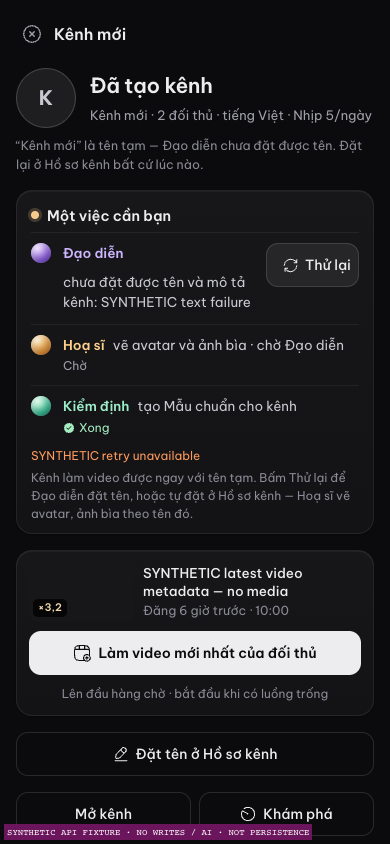 Kênh mới
K
Đã tạo kênh
Kênh mới · 2 đối thủ · tiếng Việt · Nhịp 5/ngày
“Kênh mới” là tên tạm — Đạo diễn chưa đặt được tên. Đặt
lại ở Hồ sơ kênh bất cứ lúc nào.
Một việc cần bạn
Đạo diễn
Thử lại
chưa đặt được tên và mô tả
kênh: SYNTHETIC text failure
Hoạ sĩ vẽ avatar và ảnh bìa · chờ Đạo diễn
Chờ
Kiểm định tạo Mẫu chuẩn cho kênh
Xong
SYNTHETIC retry unavailable
Kênh làm video được ngay với tên tạm. Bấm Thử lại để
Đạo diễn đặt tên, hoặc tự đặt ở Hồ sơ kênh — Hoạ sĩ vẽ
avatar, ảnh bìa theo tên đó.
SYNTHETIC latest video
metadata — no media
×3,2
Đăng 6 giờ trước · 10:00
Làm video mới nhất của đối thủ
Lên đầu hàng chờ · bắt đầu khi có luồng trống
Đặt tên ở Hồ sơ kênh
Mở kênh
Khám phá
SYNTHETIC API FIXTURE · NO WRITES / AI · NOT PERSISTENCE